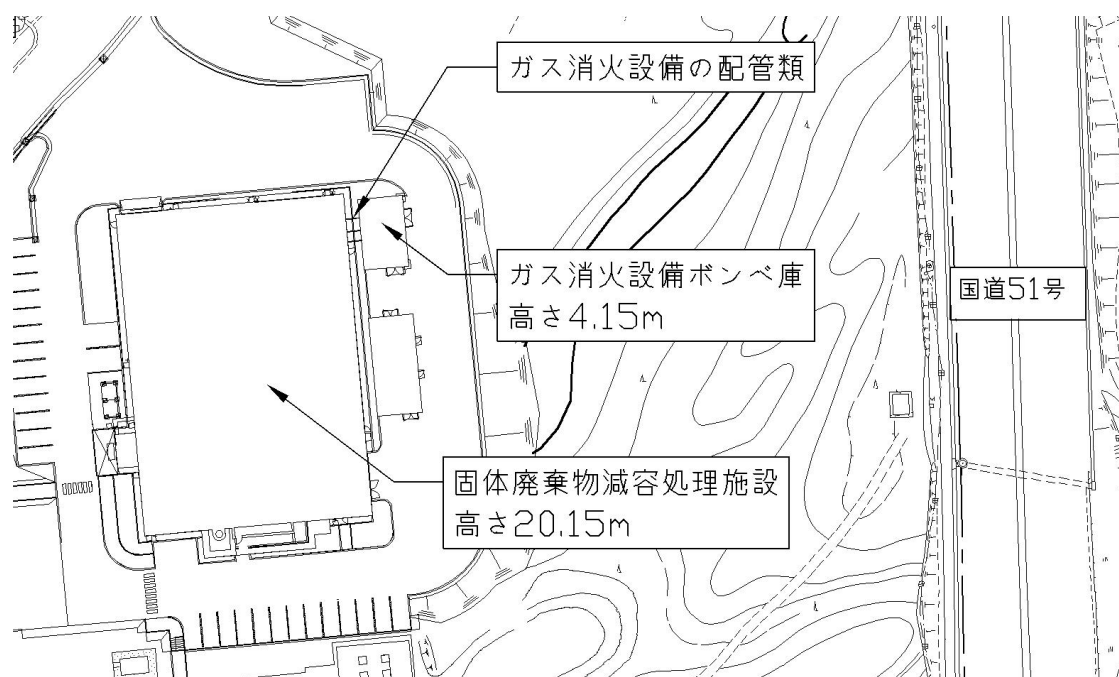 ガス消火設備の配管類
ガス消火設備ボンベ庫
高さ4.15m
国道51号
固体廃棄物減容処理施設
高さ20.15m